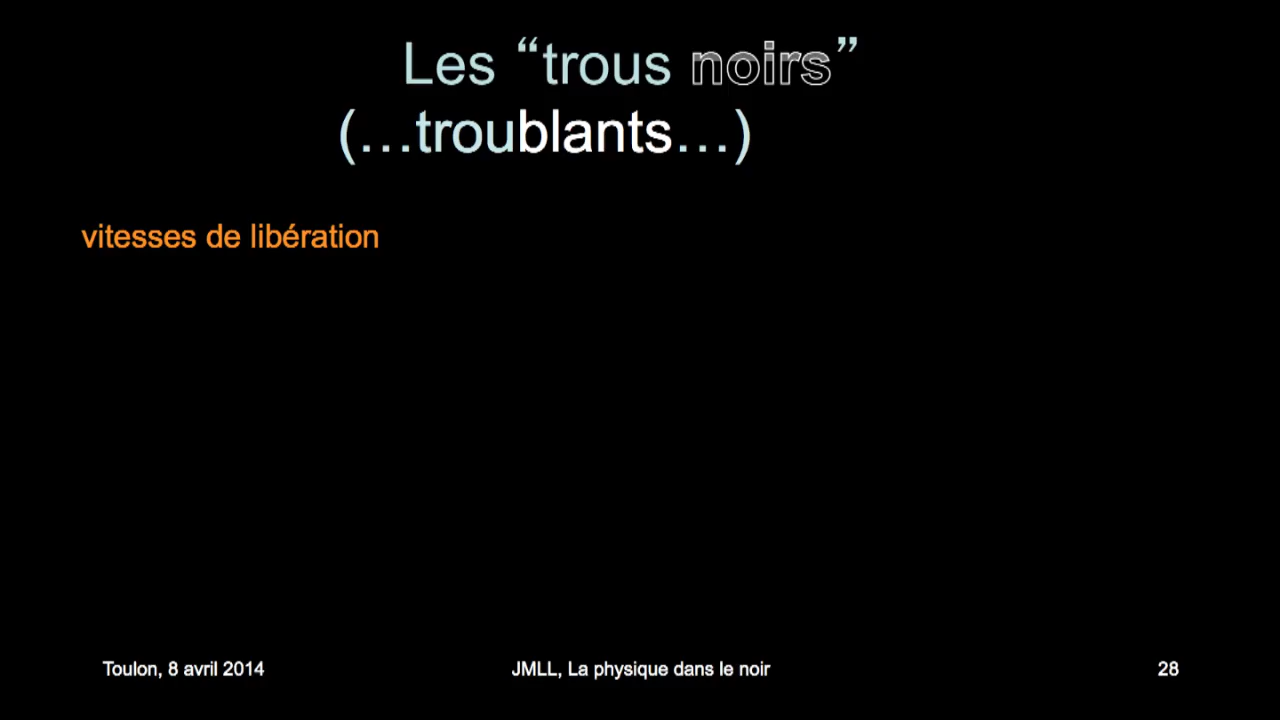 Les “trous noirs”
(…troublants…)
vitesses de libération
Toulon, 8 avril 2014
JMLL, La physique dans le noir
28